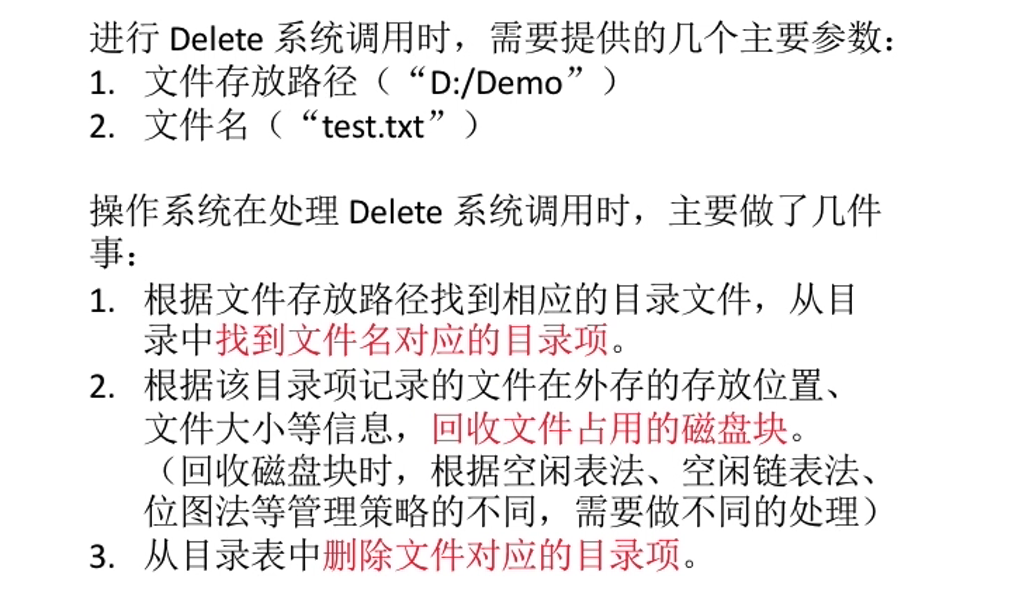 进行 Delete 系统调用时，需要提供的几个主要参数：
1. 文件存放路径（“D:/Demo”）
2. 文件名（“test.txt”）
操作系统在处理 Delete 系统调用时，主要做了几件
事：
1. 根据文件存放路径找到相应的目录文件，从目
录中找到文件名对应的目录项。
2. 根据该目录项记录的文件在外存的存放位置、
文件大小等信息，回收文件占用的磁盘块。
（回收磁盘块时，根据空闲表法、空闲链表法、
位图法等管理策略的不同，需要做不同的处理）
3. 从目录表中删除文件对应的目录项。